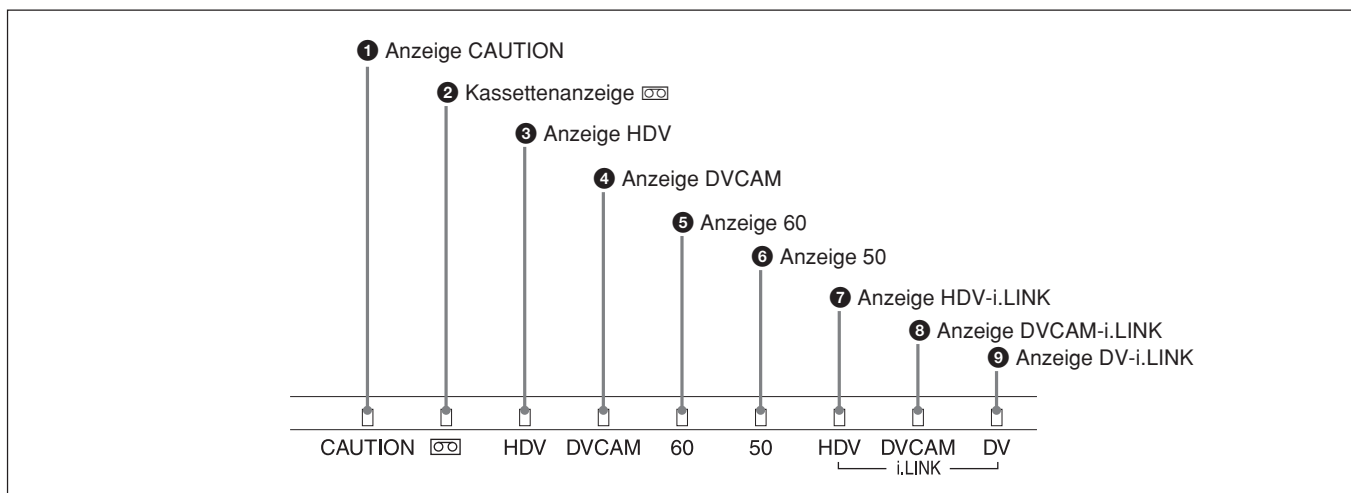 ❶ Anzeige CAUTION
❷ Kassettenanzeige
❸ Anzeige HDV
❹ Anzeige DVCAM
❺ Anzeige 60
❻ Anzeige 50
❼ Anzeige HDV-i.LINK
❽ Anzeige DVCAM-i.LINK
❾ Anzeige DV-i.LINK
CAUTION HDV DVCAM 60 50 HDV DVCAM DV
i.LINK